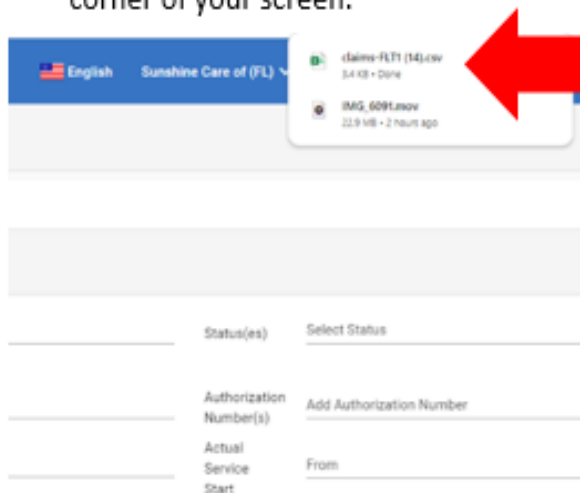 corner of your screen.
English Sunshine Care of (FL)
claims-FLT1 (14).csv
3.4 KB • Done
IMG_6091.mov
22.9 MB • 2 hours ago
Status(es) Select Status
Authorization
Number(s)
Add Authorization Number
Actual
Service
Start
From